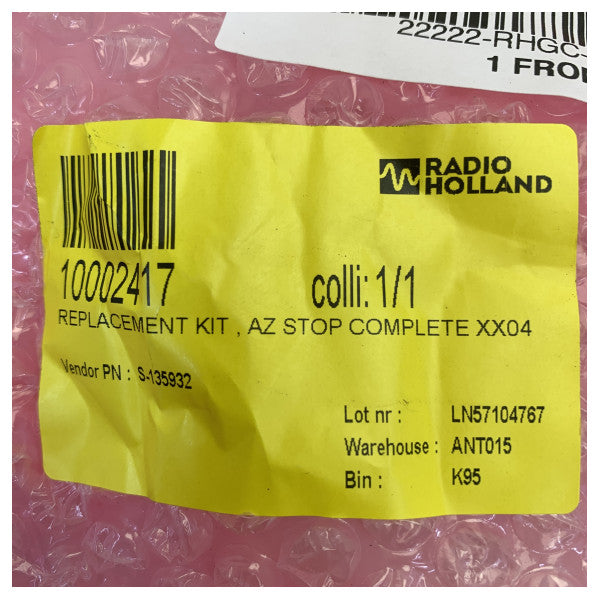 22222-RHGC-
1 FRO
RADIO
HOLLAND
10002417 colli: 1/1
REPLACEMENT KIT , AZ STOP COMPLETE XX04
Vendor PN : S-135932
Lot nr : LN57104767
Warehouse : ANT015
Bin : K95